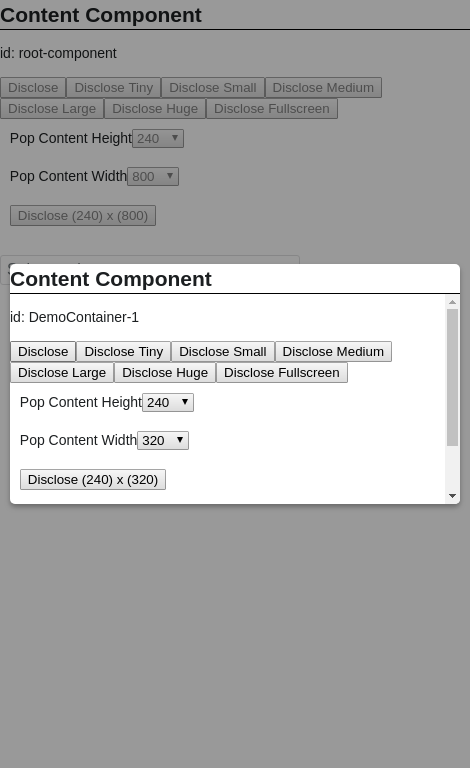 Content Component
id: root-component
Disclose Disclose Tiny Disclose Small Disclose Medium
Disclose Large Disclose Huge Disclose Fullscreen
Pop Content Height 240
Pop Content Width 800
Disclose (240) x (800)
Content Component
id: DemoContainer-1
Disclose Disclose Tiny Disclose Small Disclose Medium
Disclose Large Disclose Huge Disclose Fullscreen
Pop Content Height 240
Pop Content Width 320
Disclose (240) x (320)